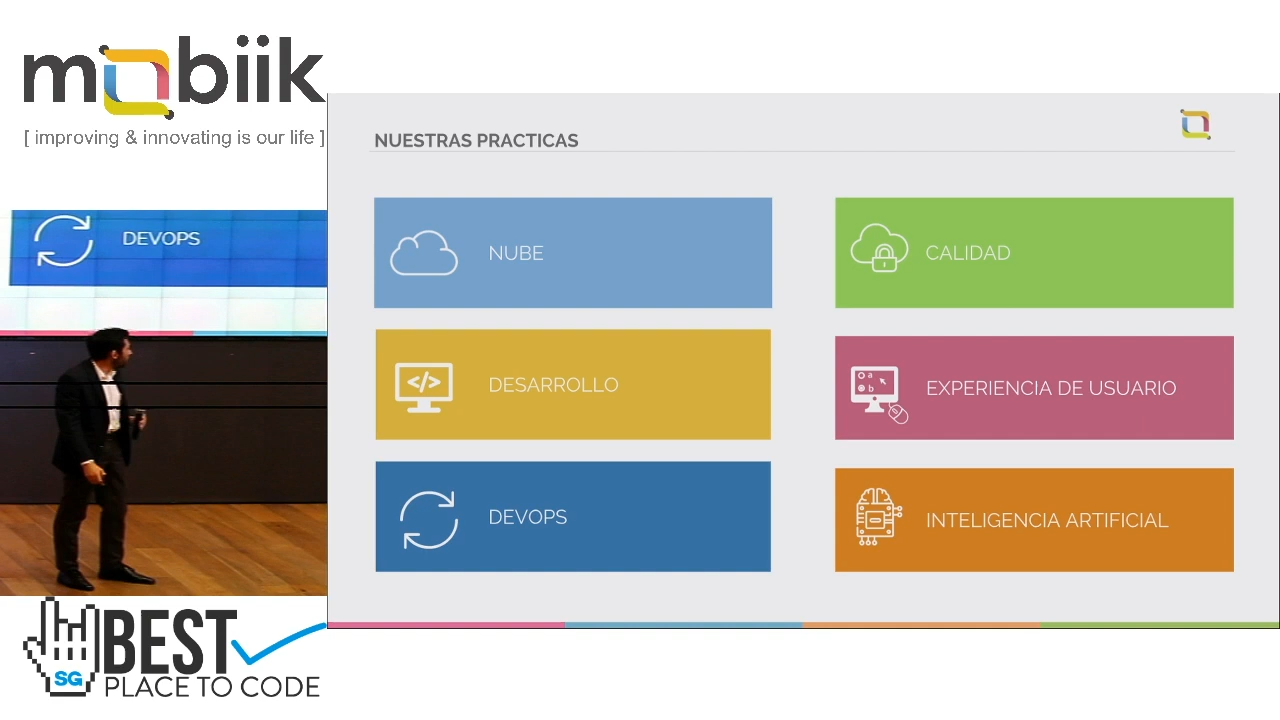 mobiik
[ improving & innovating is our life ]
NUESTRAS PRACTICAS
NUBE
CALIDAD
DESARROLLO
</>
a
b
EXPERIENCIA DE USUARIO
DEVOPS
INTELIGENCIA ARTIFICIAL
DEVOPS
SG
BEST
PLACE TO CODE